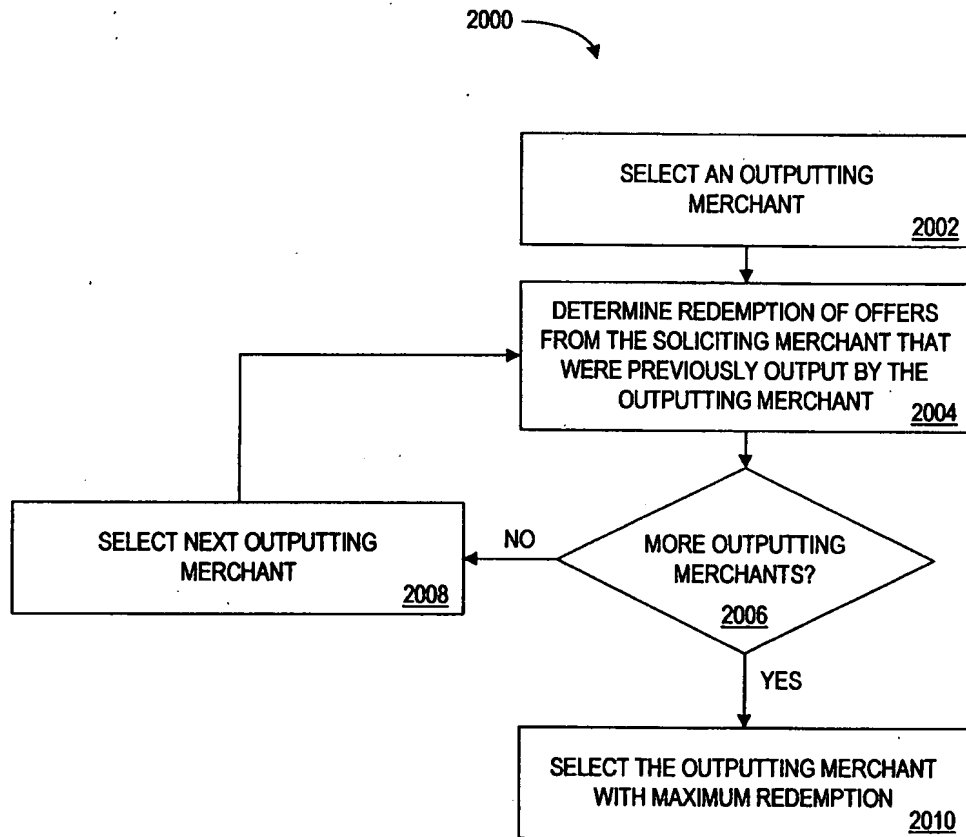 2000
SELECT AN OUTPUTTING
MERCHANT
2002
DETERMINE REDEMPTION OF OFFERS
FROM THE SOLICITING MERCHANT THAT
WERE PREVIOUSLY OUTPUT BY THE
OUTPUTTING MERCHANT
2004
SELECT NEXT OUTPUTTING
MERCHANT
2008
NO
MORE OUTPUTTING
MERCHANTS?
2006
YES
SELECT THE OUTPUTTING MERCHANT
WITH MAXIMUM REDEMPTION
2010